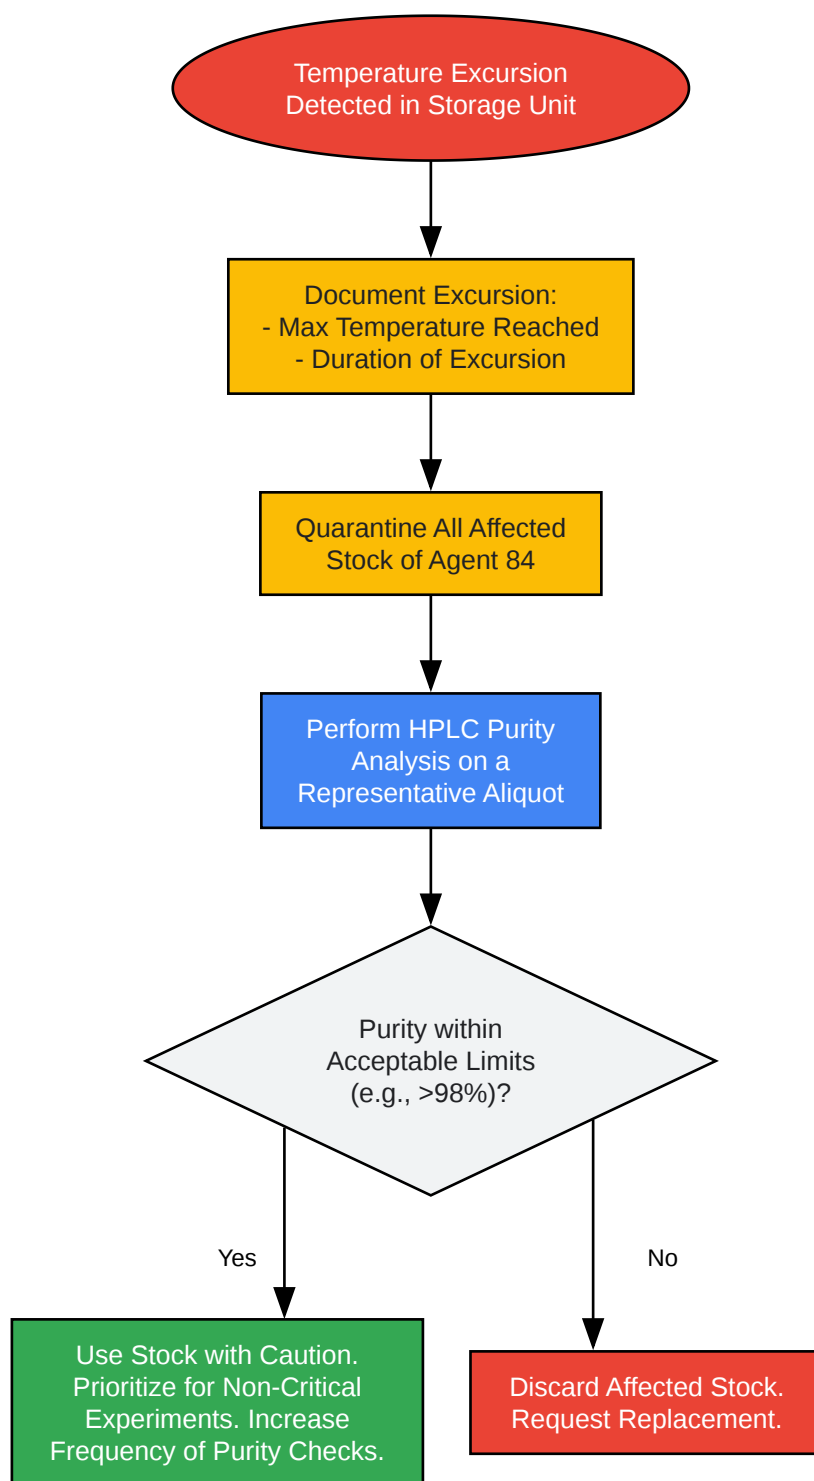 Temperature Excursion
Detected in Storage Unit
Document Excursion:
- Max Temperature Reached
- Duration of Excursion
Quarantine All Affected
Stock of Agent 84
Perform HPLC Purity
Analysis on a
Representative Aliquot
Purity within
Acceptable Limits
(e.g., >98%)?
Yes
No
Use Stock with Caution.
Prioritize for Non-Critical
Experiments. Increase
Frequency of Purity Checks.
Discard Affected Stock.
Request Replacement.